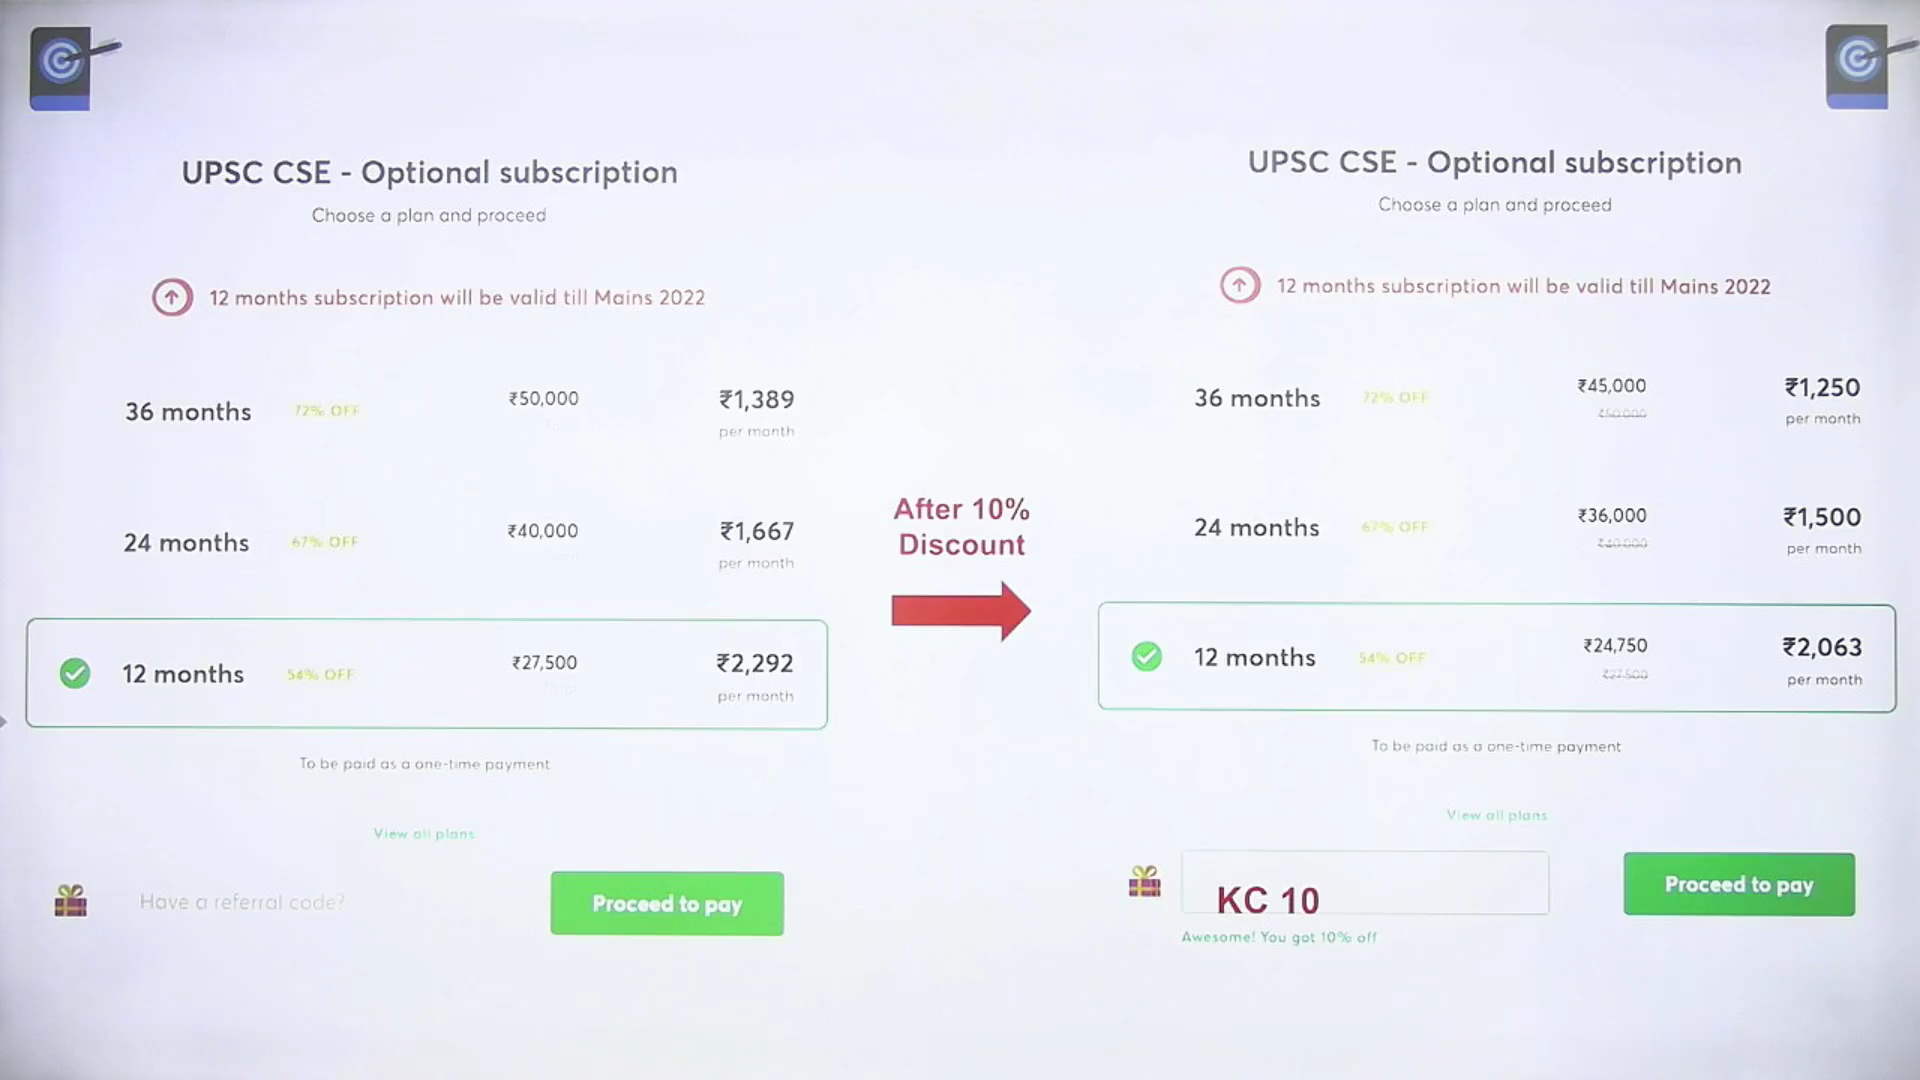 UPSC CSE - Optional subscription
Choose a plan and proceed
12 months subscription will be valid till Mains 2022
36 months 72% OFF ₹50,000 ₹1,389
per month
24 months 67% OFF ₹40,000 ₹1,667
per month
12 months 54% OFF ₹27,500 ₹2,292
Total per month
To be paid as a one-time payment
View all plans
Have a referral code? Proceed to pay
After 10%
Discount
UPSC CSE - Optional subscription
Choose a plan and proceed
12 months subscription will be valid till Mains 2022
36 months 72% OFF ₹45,000 ₹1,250
₹50,000 per month
24 months 67% OFF ₹36,000 ₹1,500
₹40,000 per month
12 months 54% OFF ₹24,750 ₹2,063
₹27,500 per month
To be paid as a one-time payment
View all plans
KC 10 Proceed to pay
Awesome! You got 10% off